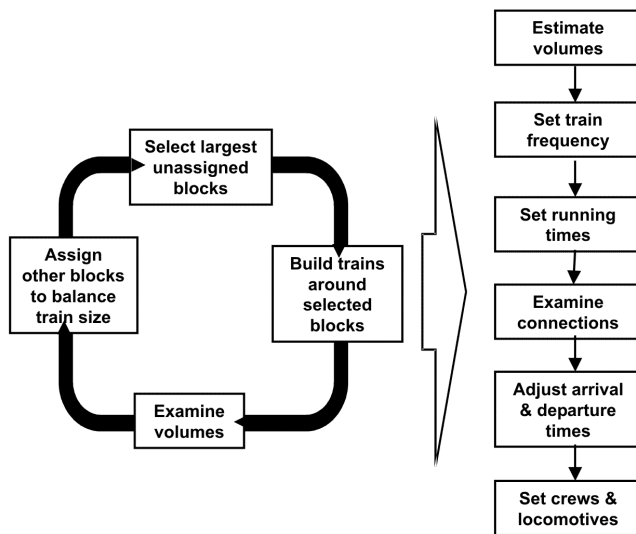 Select largest
unassigned
blocks
Build trains
around
selected
blocks
Examine
volumes
Assign
other blocks
to balance
train size
Estimate
volumes
Set train
frequency
Set running
times
Examine
connections
Adjust arrival
& departure
times
Set crews &
locomotives